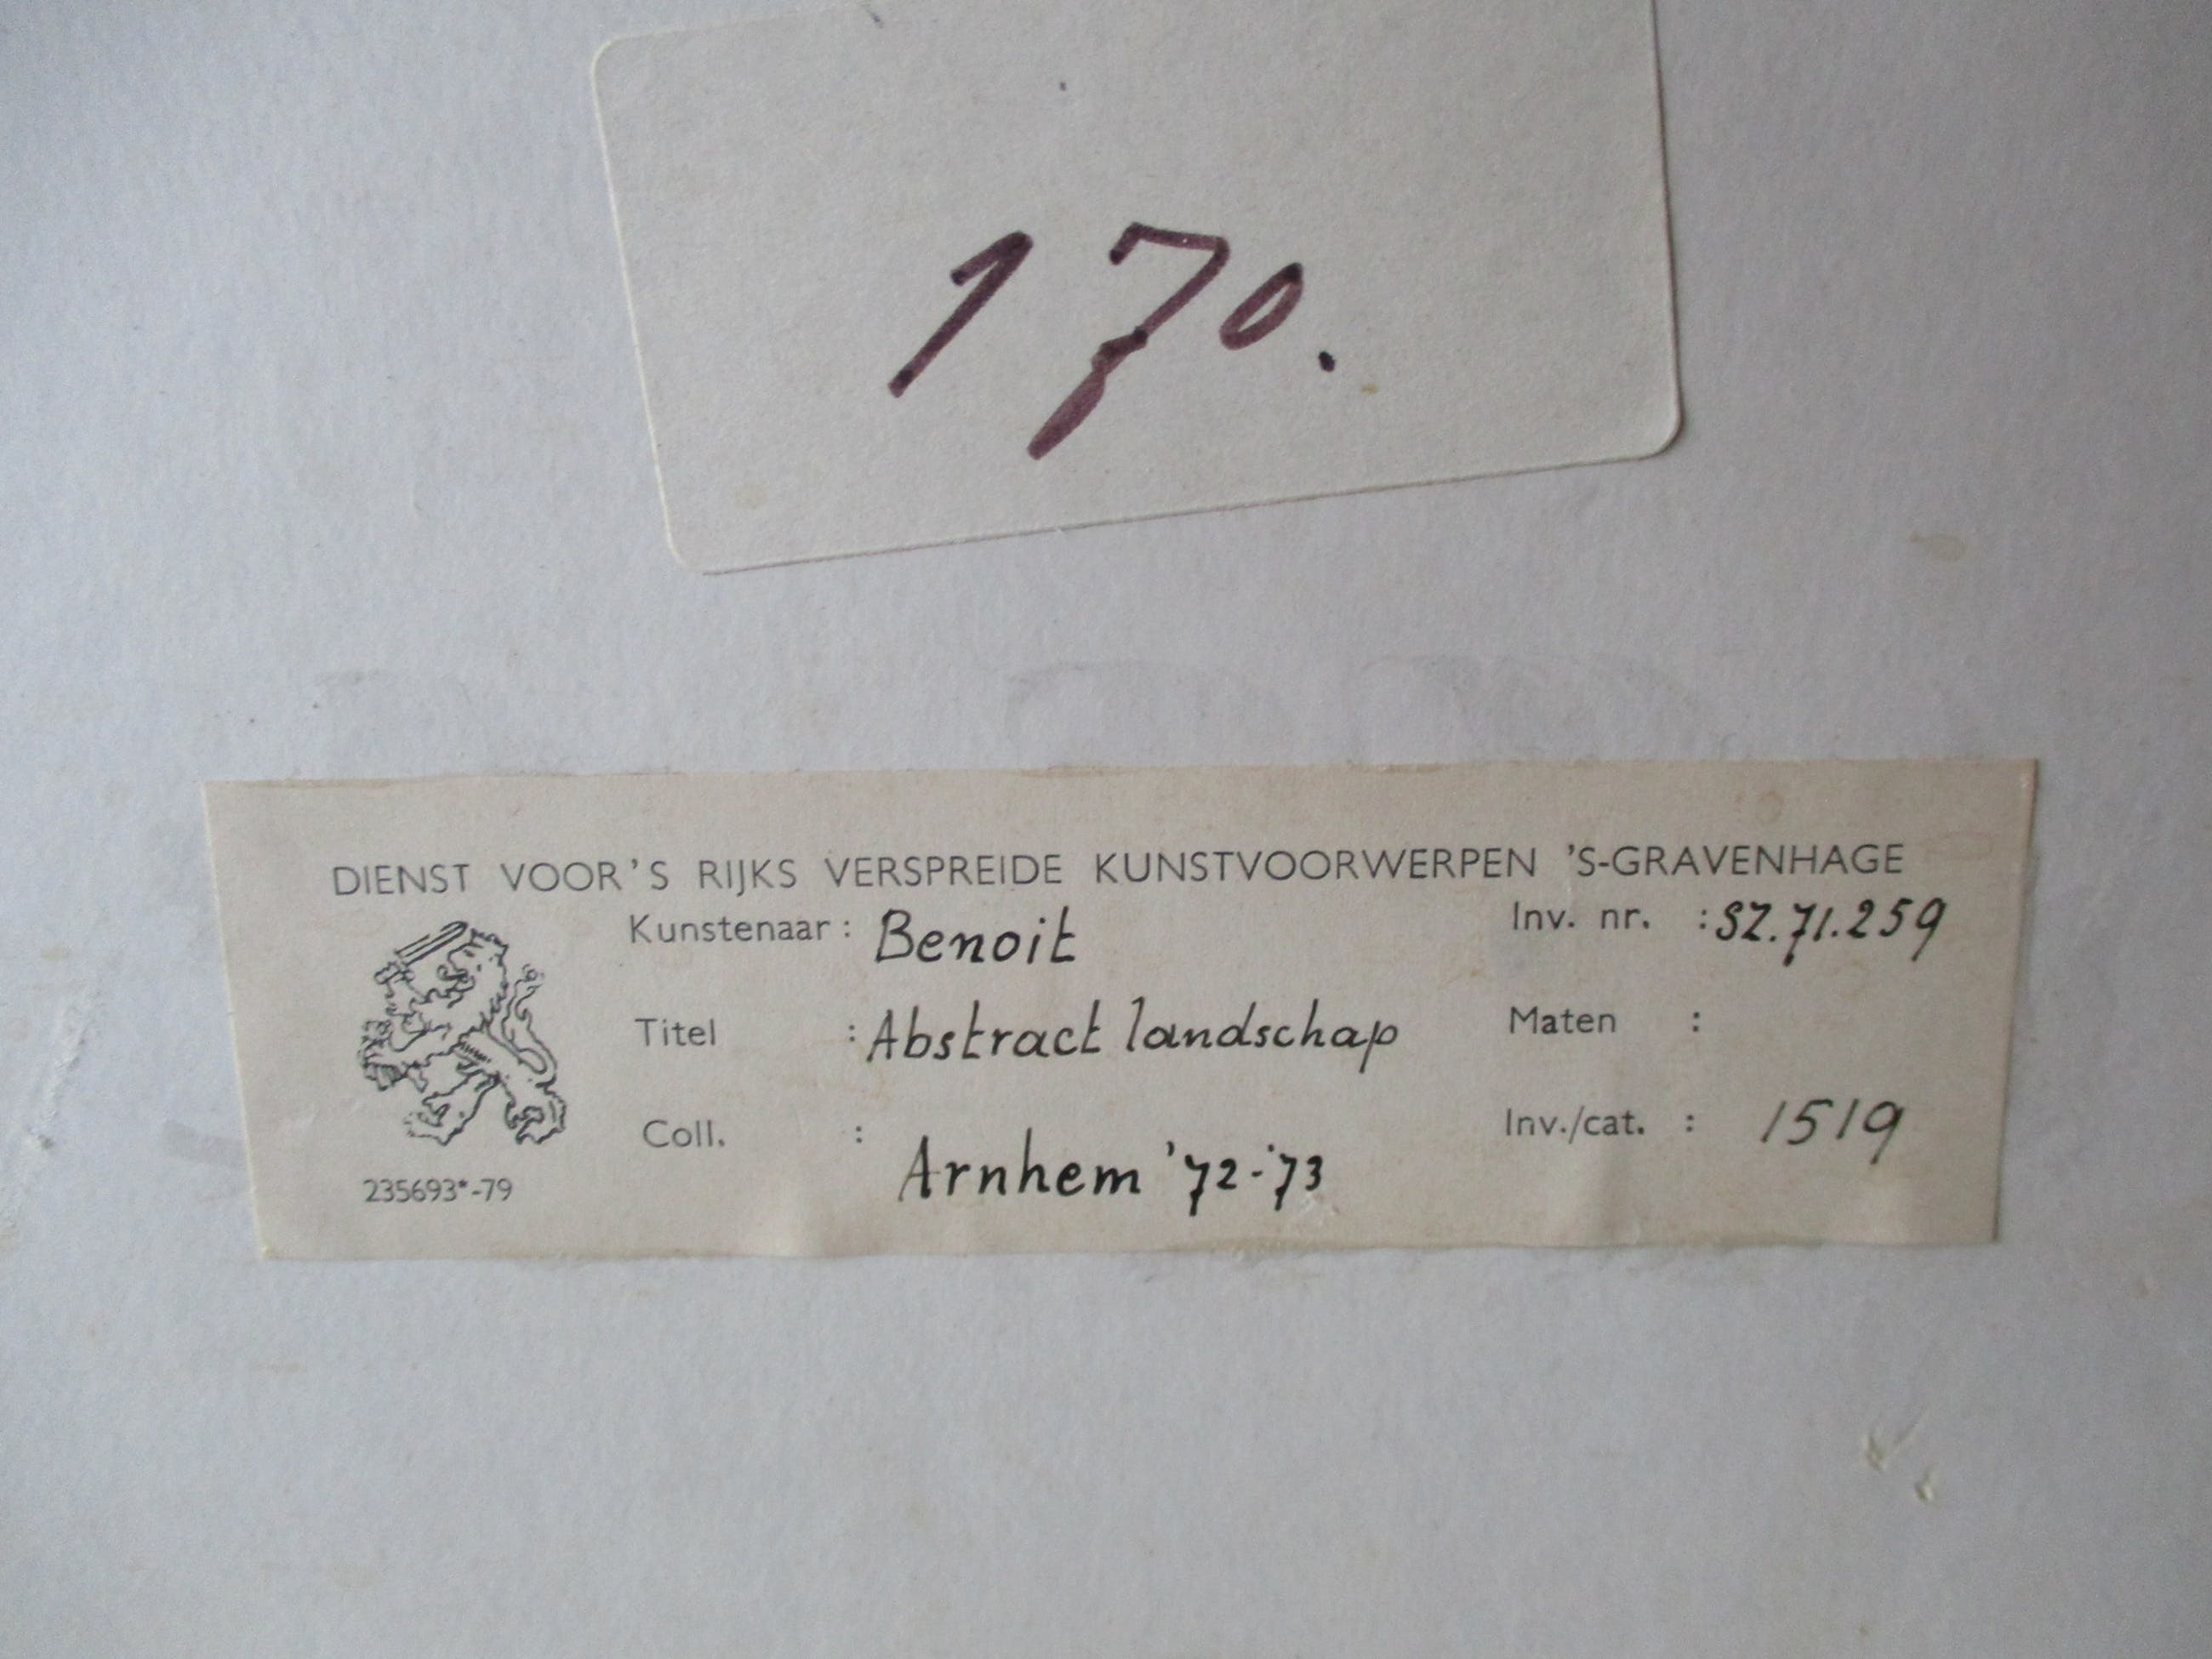 170.
DIENST VOOR 'S RIJKS VERSPREIDE KUNSTVOORWERPEN 'S-GRAVENHAGE
Kunstenaar : Benoit Inv. nr. : SZ.71.259
Titel : Abstract landschap Maten :
Coll. : Arnhem '72-'73 Inv./cat. : 1519
235693*-79